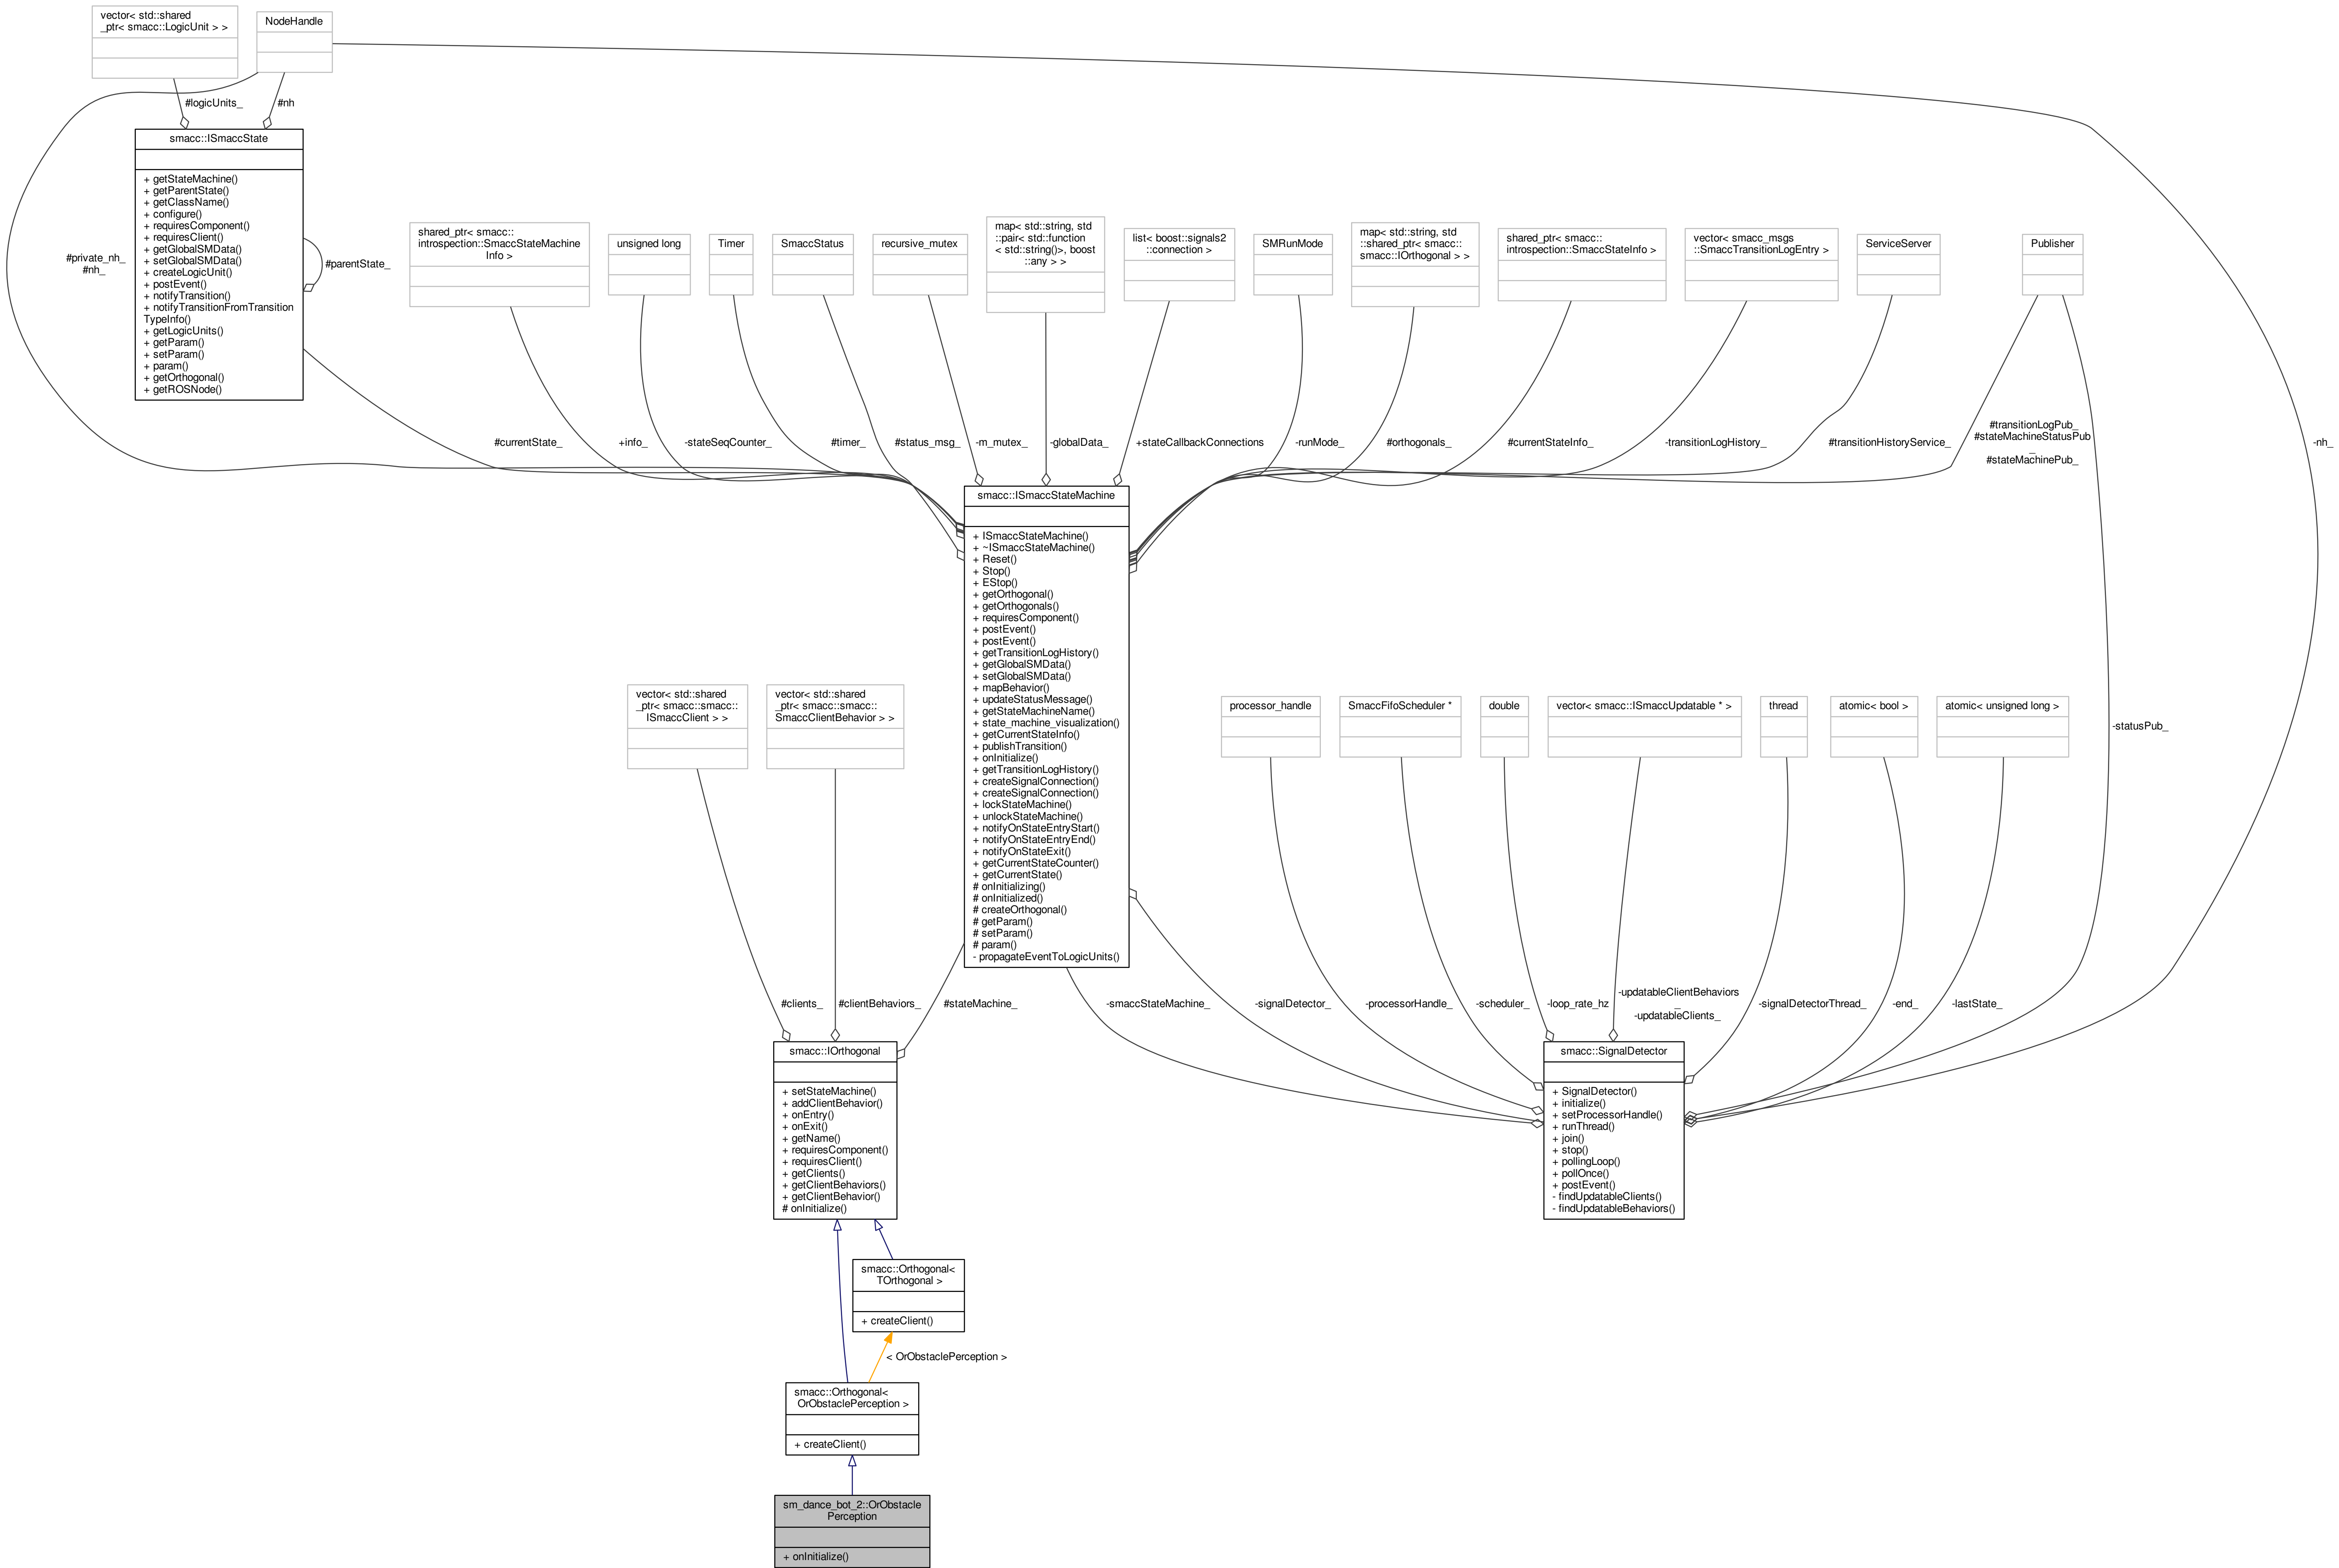 vector< std::shared
_ptr< smacc::LogicUnit > >
NodeHandle
#logicUnits_
#nh
smacc::ISmaccState
+ getStateMachine()
+ getParentState()
+ getClassName()
+ configure()
+ requiresComponent()
+ requiresClient()
+ getGlobalSMData()
+ setGlobalSMData()
+ createLogicUnit()
+ postEvent()
+ notifyTransition()
+ notifyTransitionFromTransition
TypeInfo()
+ getLogicUnits()
+ getParam()
+ setParam()
+ param()
+ getOrthogonal()
+ getROSNode()
#private_nh_
#nh_
#parentState_
shared_ptr< smacc::
introspection::SmaccStateMachine
Info >
unsigned long
Timer
SmaccStatus
recursive_mutex
map< std::string, std
::pair< std::function
< std::string()>, boost
::any > >
list< boost::signals2
::connection >
SMRunMode
map< std::string, std
::shared_ptr< smacc::
smacc::IOrthogonal > >
shared_ptr< smacc::
introspection::SmaccStateInfo >
vector< smacc_msgs
::SmaccTransitionLogEntry >
ServiceServer
Publisher
#currentState_
+info_
-stateSeqCounter_
#timer_
#status_msg_
-m_mutex_
-globalData_
+stateCallbackConnections
-runMode_
#orthogonals_
#currentStateInfo_
-transitionLogHistory_
#transitionHistoryService_
#transitionLogPub_
#stateMachineStatusPub
_
#stateMachinePub_
-nh_
smacc::ISmaccStateMachine
+ ISmaccStateMachine()
+ ~ISmaccStateMachine()
+ Reset()
+ Stop()
+ EStop()
+ getOrthogonal()
+ getOrthogonals()
+ requiresComponent()
+ postEvent()
+ postEvent()
+ getTransitionLogHistory()
+ getGlobalSMData()
+ setGlobalSMData()
+ mapBehavior()
+ updateStatusMessage()
+ getStateMachineName()
+ state_machine_visualization()
+ getCurrentStateInfo()
+ publishTransition()
+ onInitialize()
+ getTransitionLogHistory()
+ createSignalConnection()
+ createSignalConnection()
+ lockStateMachine()
+ unlockStateMachine()
+ notifyOnStateEntryStart()
+ notifyOnStateEntryEnd()
+ notifyOnStateExit()
+ getCurrentStateCounter()
+ getCurrentState()
# onInitializing()
# onInitialized()
# createOrthogonal()
# getParam()
# setParam()
# param()
- propagateEventToLogicUnits()
vector< std::shared
_ptr< smacc::smacc::
ISmaccClient > >
vector< std::shared
_ptr< smacc::smacc::
SmaccClientBehavior > >
processor_handle
SmaccFifoScheduler *
double
vector< smacc::ISmaccUpdatable * >
thread
atomic< bool >
atomic< unsigned long >
-statusPub_
#clients_
#clientBehaviors_
#stateMachine_
-smaccStateMachine_
-signalDetector_
-processorHandle_
-scheduler_
-loop_rate_hz
-updatableClientBehaviors
_
-updatableClients_
-signalDetectorThread_
-end_
-lastState_
smacc::IOrthogonal
+ setStateMachine()
+ addClientBehavior()
+ onEntry()
+ onExit()
+ getName()
+ requiresComponent()
+ requiresClient()
+ getClients()
+ getClientBehaviors()
+ getClientBehavior()
# onInitialize()
smacc::SignalDetector
+ SignalDetector()
+ initialize()
+ setProcessorHandle()
+ runThread()
+ join()
+ stop()
+ pollingLoop()
+ pollOnce()
+ postEvent()
- findUpdatableClients()
- findUpdatableBehaviors()
smacc::Orthogonal<
TOrthogonal >
+ createClient()
< OrObstaclePerception >
smacc::Orthogonal<
OrObstaclePerception >
+ createClient()
sm_dance_bot_2::OrObstacle
Perception
+ onInitialize()